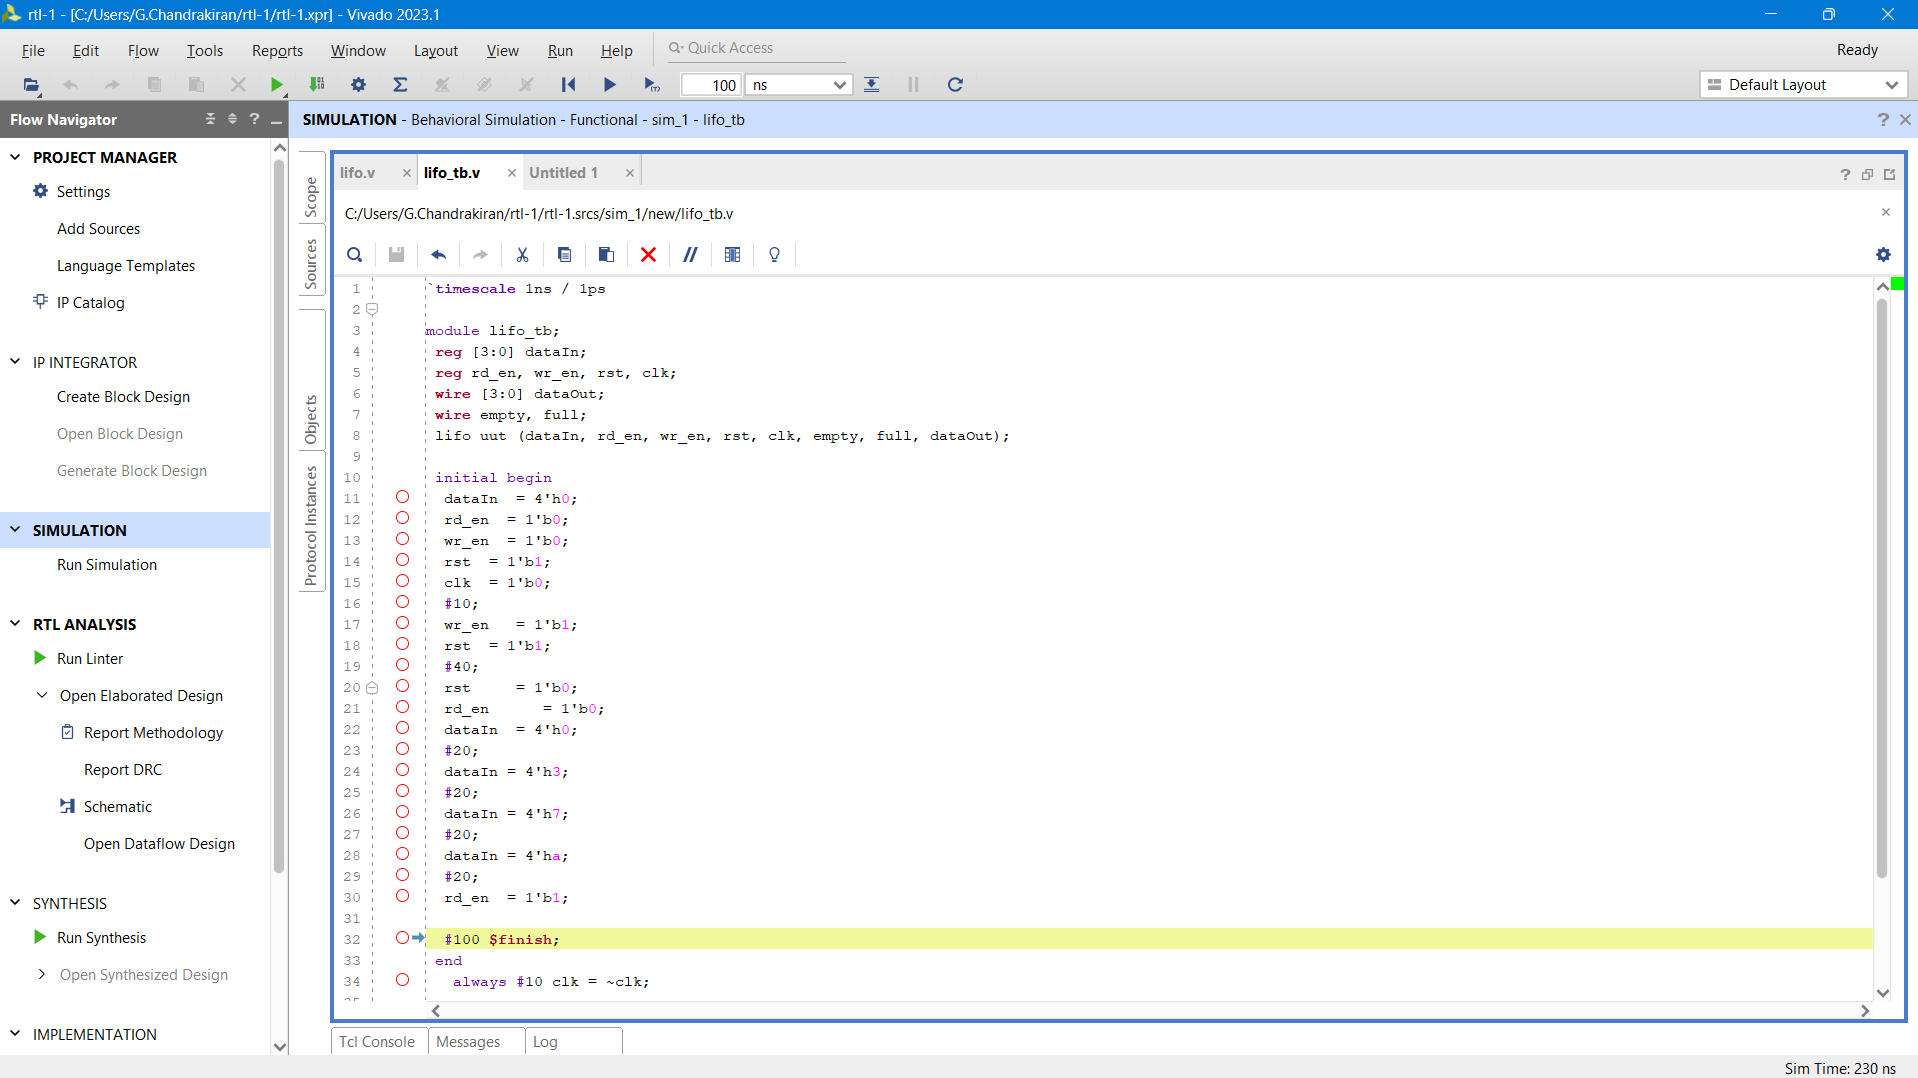 rtl-1 - [C:/Users/G.Chandrakiran/rtl-1/rtl-1.xpr] - Vivado 2023.1
File Edit Flow Tools Reports Window Layout View Run Help Quick Access Ready
100 ns Default Layout
Flow Navigator
SIMULATION - Behavioral Simulation - Functional - sim_1 - lifo_tb
PROJECT MANAGER
Settings
Add Sources
Language Templates
IP Catalog
IP INTEGRATOR
Create Block Design
Open Block Design
Generate Block Design
SIMULATION
Run Simulation
RTL ANALYSIS
Run Linter
Open Elaborated Design
Report Methodology
Report DRC
Schematic
Open Dataflow Design
SYNTHESIS
Run Synthesis
Open Synthesized Design
IMPLEMENTATION
Scope
Sources
Objects
Protocol Instances
lifo.v lifo_tb.v Untitled 1
C:/Users/G.Chandrakiran/rtl-1/rtl-1.srcs/sim_1/new/lifo_tb.v
1 `timescale 1ns / 1ps
2
3 module lifo_tb;
4 reg [3:0] dataIn;
5 reg rd_en, wr_en, rst, clk;
6 wire [3:0] dataOut;
7 wire empty, full;
8 lifo uut (dataIn, rd_en, wr_en, rst, clk, empty, full, dataOut);
9
10 initial begin
11 dataIn = 4'h0;
12 rd_en = 1'b0;
13 wr_en = 1'b0;
14 rst = 1'b1;
15 clk = 1'b0;
16 #10;
17 wr_en = 1'b1;
18 rst = 1'b1;
19 #40;
20 rst = 1'b0;
21 rd_en = 1'b0;
22 dataIn = 4'h0;
23 #20;
24 dataIn = 4'h3;
25 #20;
26 dataIn = 4'h7;
27 #20;
28 dataIn = 4'ha;
29 #20;
30 rd_en = 1'b1;
31
32 #100 $finish;
33 end
34 always #10 clk = ~clk;
Tcl Console Messages Log
Sim Time: 230 ns